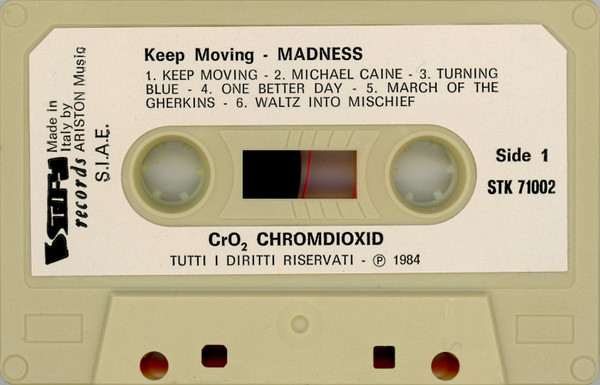 Keep Moving - MADNESS
1. KEEP MOVING - 2. MICHAEL CAINE - 3. TURNING
BLUE - 4. ONE BETTER DAY - 5. MARCH OF THE
GHERKINS - 6. WALTZ INTO MISCHIEF
STIFF
records
Made in
Italy by
ARISTON Music
S.I.A.E.
Side 1
STK 71002
CrO₂ CHROMDIOXID
TUTTI I DIRITTI RISERVATI - ℗ 1984